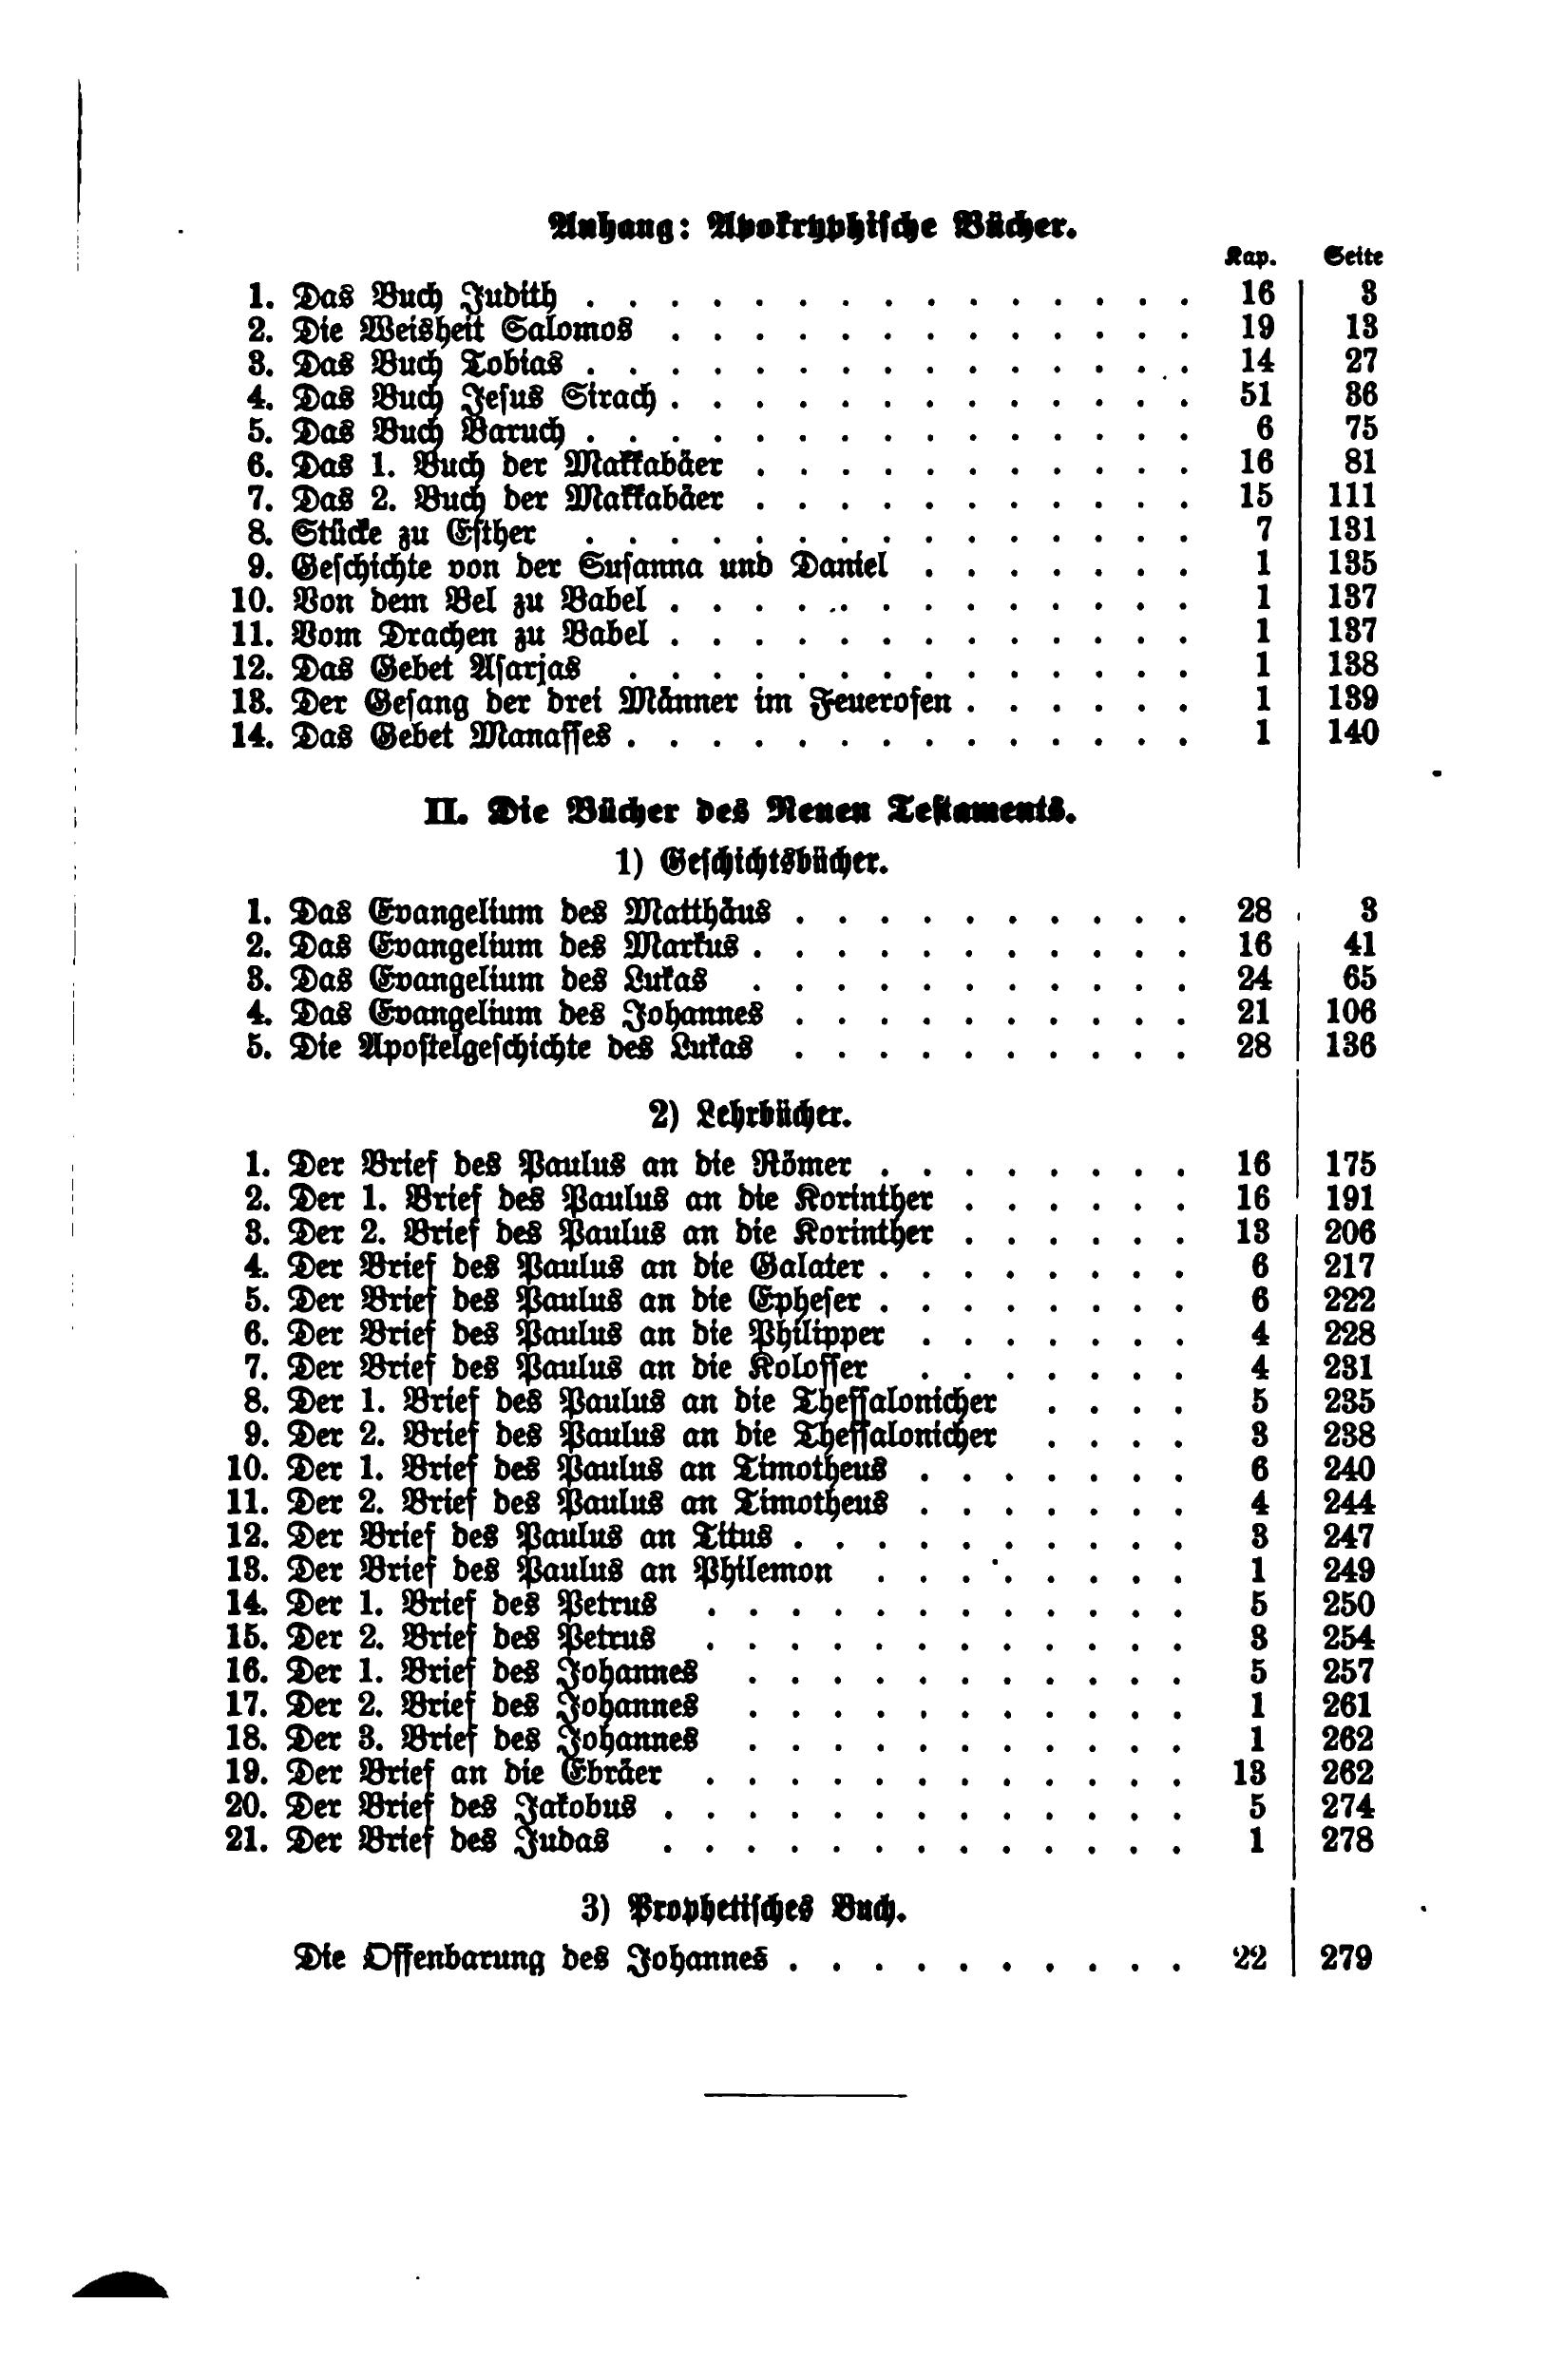 Anhang: Apokryphische Bücher.
Kap. Seite
1. Das Buch Judith . . . . . . . . . . . . . . . 16 3
2. Die Weisheit Salomos . . . . . . . . . . . . . 19 13
3. Das Buch Tobias . . . . . . . . . . . . . . . 14 27
4. Das Buch Jesus Sirach . . . . . . . . . . . . . 51 36
5. Das Buch Baruch . . . . . . . . . . . . . . . 6 75
6. Das 1. Buch der Makkabäer . . . . . . . . . . . 16 81
7. Das 2. Buch der Makkabäer . . . . . . . . . . . 15 111
8. Stücke zu Esther . . . . . . . . . . . . . . . 7 131
9. Geschichte von der Susanna und Daniel . . . . . . . 1 135
10. Von dem Bel zu Babel . . . . . . . . . . . . . 1 137
11. Vom Drachen zu Babel . . . . . . . . . . . . . 1 137
12. Das Gebet Asarjas . . . . . . . . . . . . . . 1 138
13. Der Gesang der drei Männer im Feuerofen . . . . . . 1 139
14. Das Gebet Manasses . . . . . . . . . . . . . . 1 140
II. Die Bücher des Neuen Testaments.
1) Geschichtsbücher.
1. Das Evangelium des Matthäus . . . . . . . . . . 28 3
2. Das Evangelium des Markus . . . . . . . . . . . 16 41
3. Das Evangelium des Lukas . . . . . . . . . . . 24 65
4. Das Evangelium des Johannes . . . . . . . . . . 21 106
5. Die Apostelgeschichte des Lukas . . . . . . . . . . 28 136
2) Lehrbücher.
1. Der Brief des Paulus an die Römer . . . . . . . . 16 175
2. Der 1. Brief des Paulus an die Korinther . . . . . . 16 191
3. Der 2. Brief des Paulus an die Korinther . . . . . . 13 206
4. Der Brief des Paulus an die Galater . . . . . . . . 6 217
5. Der Brief des Paulus an die Epheser . . . . . . . . 6 222
6. Der Brief des Paulus an die Philipper . . . . . . . 4 228
7. Der Brief des Paulus an die Kolosser . . . . . . . 4 231
8. Der 1. Brief des Paulus an die Thessalonicher . . . . 5 235
9. Der 2. Brief des Paulus an die Thessalonicher . . . . 3 238
10. Der 1. Brief des Paulus an Timotheus . . . . . . . 6 240
11. Der 2. Brief des Paulus an Timotheus . . . . . . . 4 244
12. Der Brief des Paulus an Titus . . . . . . . . . . 3 247
13. Der Brief des Paulus an Philemon . . . . . . . . 1 249
14. Der 1. Brief des Petrus . . . . . . . . . . . . 5 250
15. Der 2. Brief des Petrus . . . . . . . . . . . . 3 254
16. Der 1. Brief des Johannes . . . . . . . . . . . 5 257
17. Der 2. Brief des Johannes . . . . . . . . . . . 1 261
18. Der 3. Brief des Johannes . . . . . . . . . . . 1 262
19. Der Brief an die Ebräer . . . . . . . . . . . . 13 262
20. Der Brief des Jakobus . . . . . . . . . . . . . 5 274
21. Der Brief des Judas . . . . . . . . . . . . . 1 278
3) Prophetisches Buch.
Die Offenbarung des Johannes . . . . . . . . . . 22 279